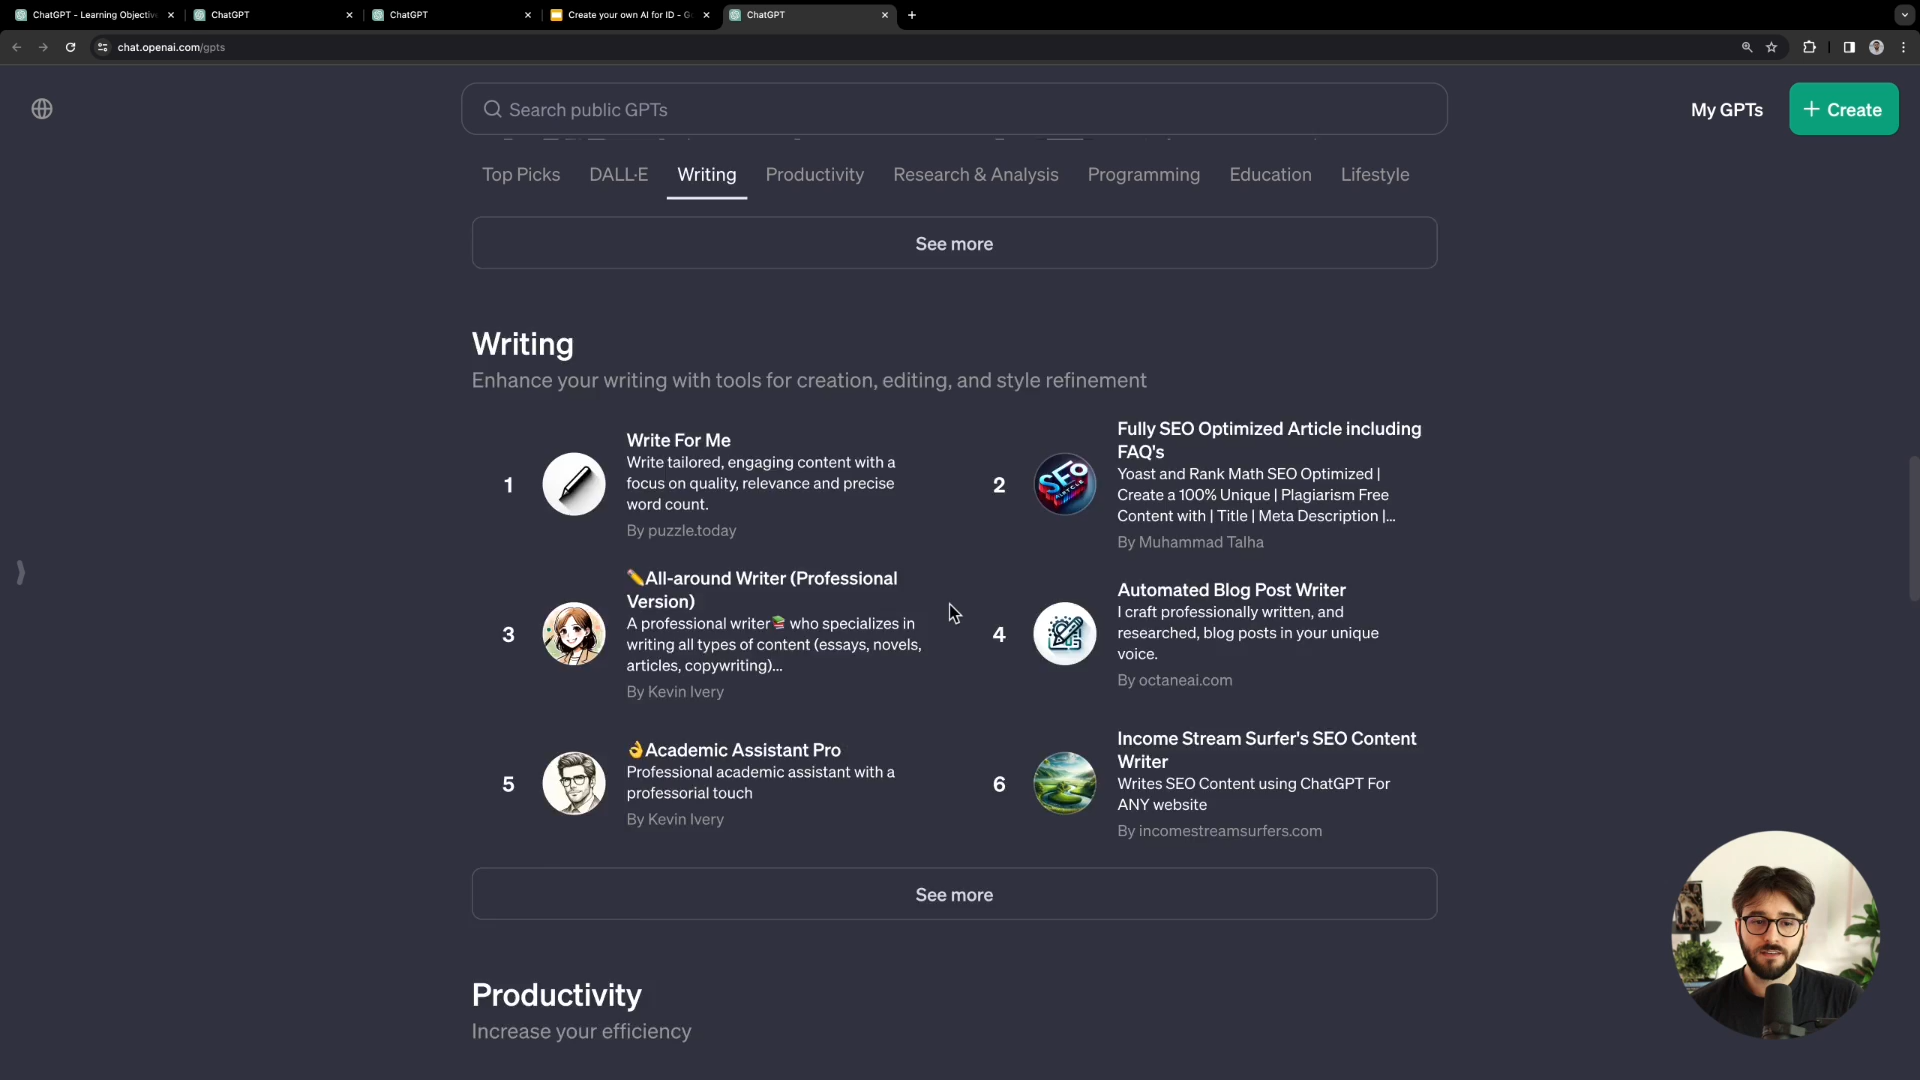 ChatGPT - Learning Objective
ChatGPT
ChatGPT
Create your own AI for ID - G
ChatGPT
chat.openai.com/gpts
Search public GPTs
My GPTs
+ Create
Top Picks
DALL·E
Writing
Productivity
Research & Analysis
Programming
Education
Lifestyle
See more
Writing
Enhance your writing with tools for creation, editing, and style refinement
1
Write For Me
Write tailored, engaging content with a
focus on quality, relevance and precise
word count.
By puzzle.today
2
SEO
Fully SEO Optimized Article including
FAQ's
Yoast and Rank Math SEO Optimized |
Create a 100% Unique | Plagiarism Free
Content with | Title | Meta Description |...
By Muhammad Talha
3
✏️All-around Writer (Professional
Version)
A professional writer📚 who specializes in
writing all types of content (essays, novels,
articles, copywriting)...
By Kevin Ivery
4
Automated Blog Post Writer
I craft professionally written, and
researched, blog posts in your unique
voice.
By octaneai.com
5
👌Academic Assistant Pro
Professional academic assistant with a
professorial touch
By Kevin Ivery
6
Income Stream Surfer's SEO Content
Writer
Writes SEO Content using ChatGPT For
ANY website
By incomestreamsurfers.com
See more
Productivity
Increase your efficiency